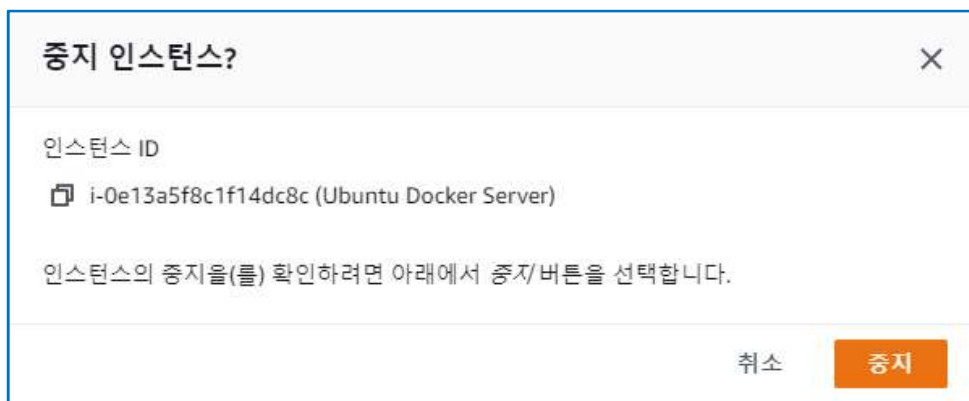 중지 인스턴스?
인스턴스 ID
i-0e13a5f8c1f14dc8c (Ubuntu Docker Server)
인스턴스의 중지을(를) 확인하려면 아래에서 중지 버튼을 선택합니다.
취소 중지